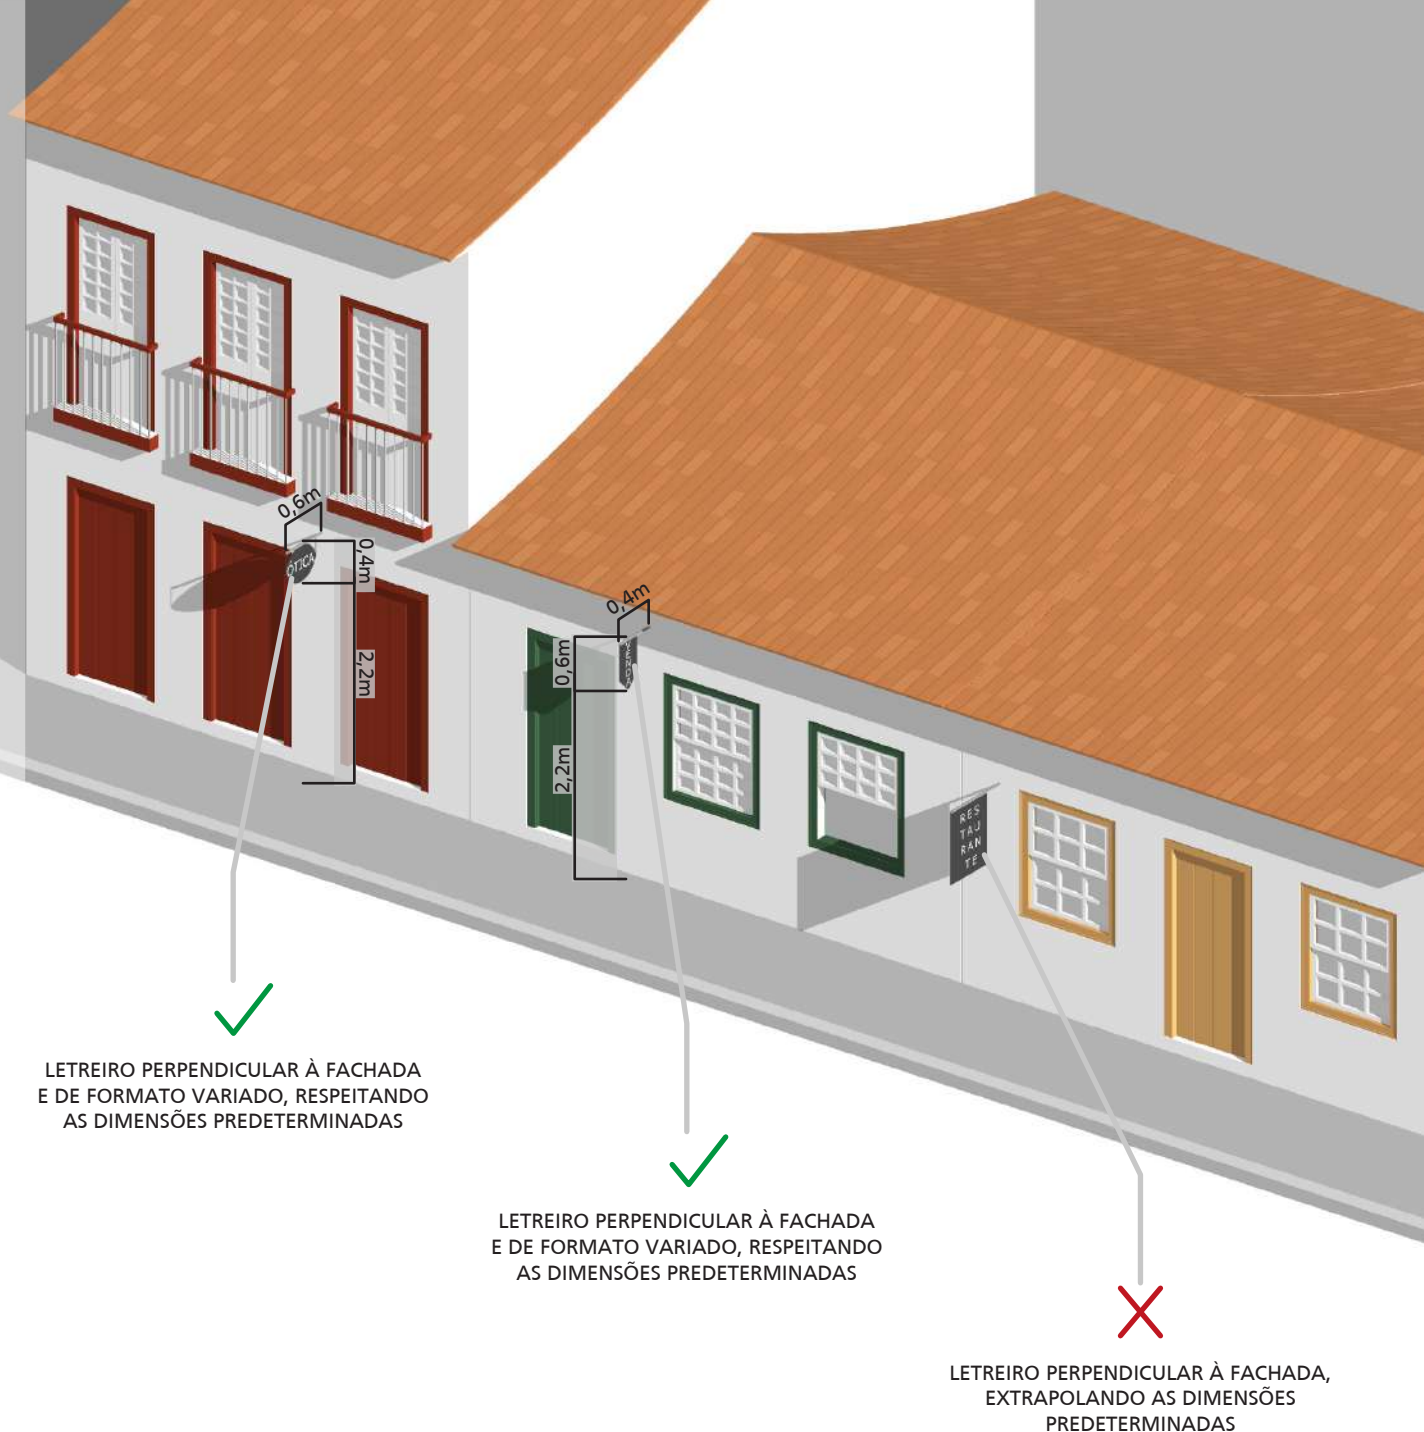 0,6m
ÓTICA
0,4m
2,2m
0,4m
0,6m
2,2m
RES
TAU
RAN
TE
LETREIRO PERPENDICULAR À FACHADA
E DE FORMATO VARIADO, RESPEITANDO
AS DIMENSÕES PREDETERMINADAS
LETREIRO PERPENDICULAR À FACHADA
E DE FORMATO VARIADO, RESPEITANDO
AS DIMENSÕES PREDETERMINADAS
LETREIRO PERPENDICULAR À FACHADA,
EXTRAPOLANDO AS DIMENSÕES
PREDETERMINADAS